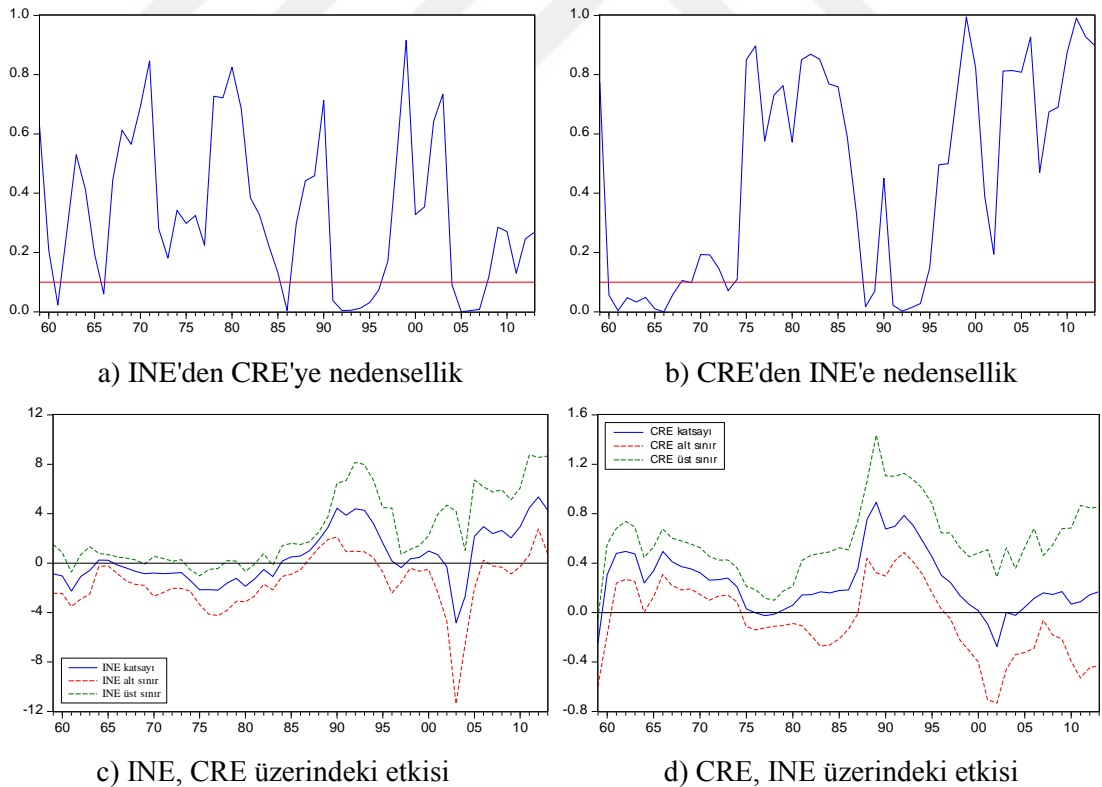 1.0
0.8
0.6
0.4
0.2
0.0
60 65 70 75 80 85 90 95 00 05 10
a) INE'den CRE'ye nedensellik
1.0
0.8
0.6
0.4
0.2
0.0
60 65 70 75 80 85 90 95 00 05 10
b) CRE'den INE'e nedensellik
12
8
4
0
-4
-8
-12
INE katsayı
INE alt sınır
INE üst sınır
60 65 70 75 80 85 90 95 00 05 10
c) INE, CRE üzerindeki etkisi
1.6
1.2
0.8
0.4
0.0
-0.4
-0.8
CRE katsayı
CRE alt sınır
CRE üst sınır
60 65 70 75 80 85 90 95 00 05 10
d) CRE, INE üzerindeki etkisi